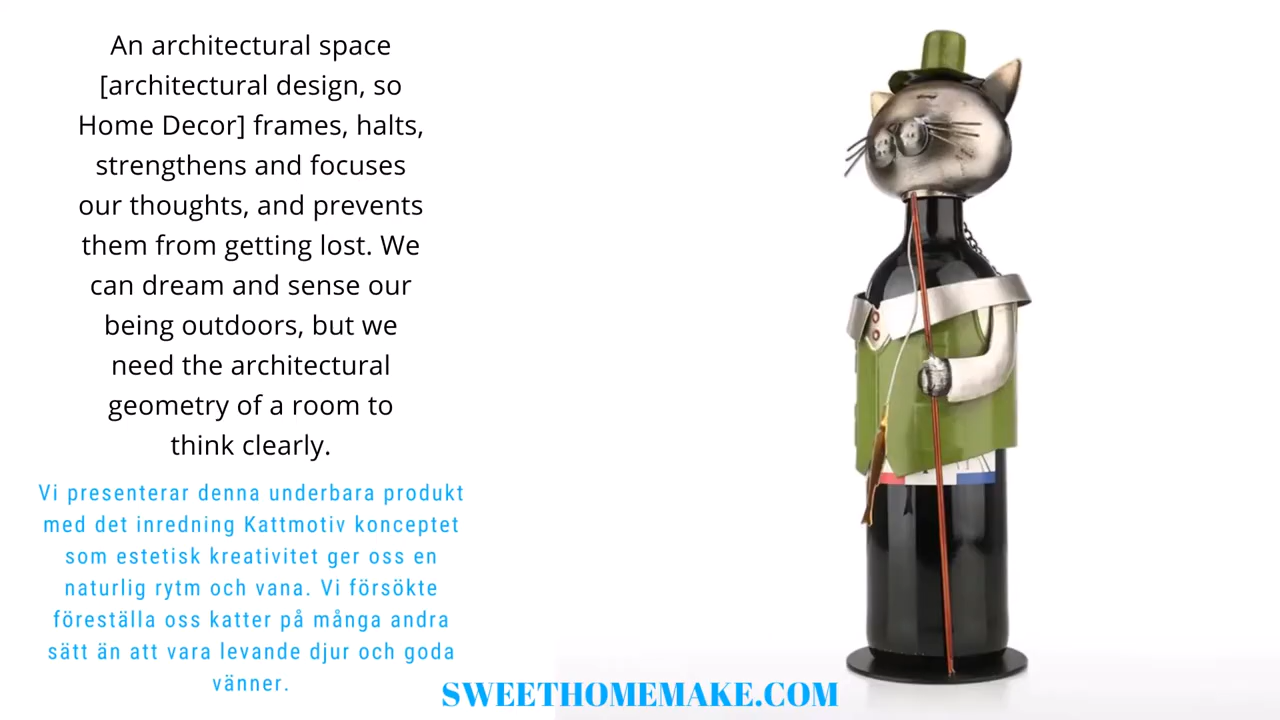 An architectural space
[architectural design, so
Home Decor] frames, halts,
strengthens and focuses
our thoughts, and prevents
them from getting lost. We
can dream and sense our
being outdoors, but we
need the architectural
geometry of a room to
think clearly.
Vi presenterar denna underbara produkt
med det inredning Kattmotiv konceptet
som estetisk kreativitet ger oss en
naturlig rytm och vana. Vi försökte
föreställa oss katter på många andra
sätt än att vara levande djur och goda
vänner.
SWEETHOMEMAKE.COM